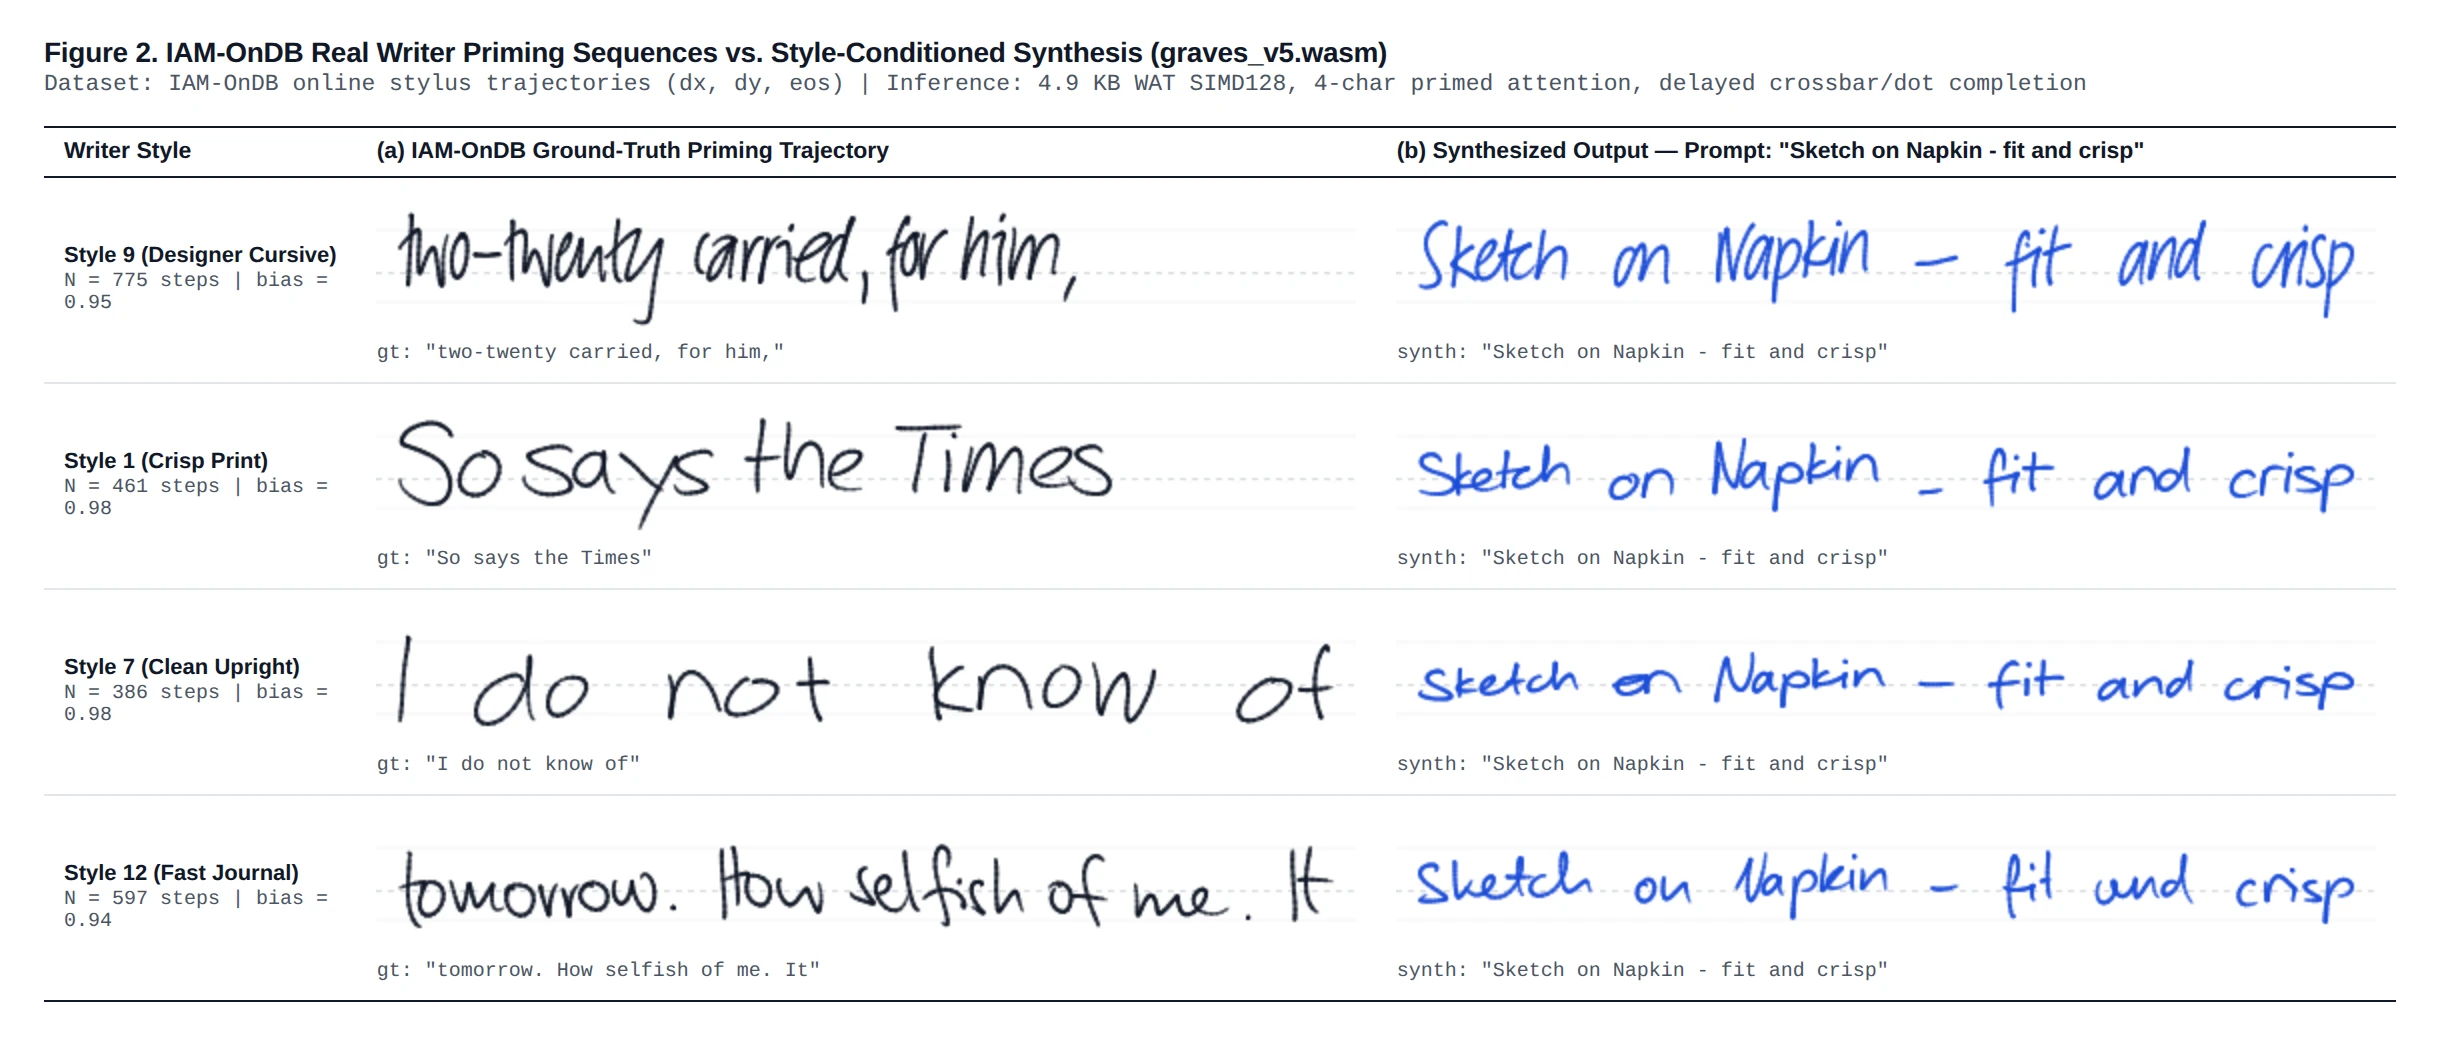 Figure 2. IAM-OnDB Real Writer Priming Sequences vs. Style-Conditioned Synthesis (graves_v5.wasm)
Dataset: IAM-OnDB online stylus trajectories (dx, dy, eos) | Inference: 4.9 KB WAT SIMD128, 4-char primed attention, delayed crossbar/dot completion
Writer Style
(a) IAM-OnDB Ground-Truth Priming Trajectory
(b) Synthesized Output — Prompt: "Sketch on Napkin - fit and crisp"
Style 9 (Designer Cursive)
N = 775 steps | bias =
0.95
two-twenty carried, for him,
gt: "two-twenty carried, for him,"
Sketch on Napkin - fit and crisp
synth: "Sketch on Napkin - fit and crisp"
Style 1 (Crisp Print)
N = 461 steps | bias =
0.98
So says the Times
gt: "So says the Times"
Sketch on Napkin - fit and crisp
synth: "Sketch on Napkin - fit and crisp"
Style 7 (Clean Upright)
N = 386 steps | bias =
0.98
I do not know of
gt: "I do not know of"
Sketch on Napkin - fit and crisp
synth: "Sketch on Napkin - fit and crisp"
Style 12 (Fast Journal)
N = 597 steps | bias =
0.94
tomorrow. How selfish of me. It
gt: "tomorrow. How selfish of me. It"
Sketch on Napkin - fit and crisp
synth: "Sketch on Napkin - fit and crisp"